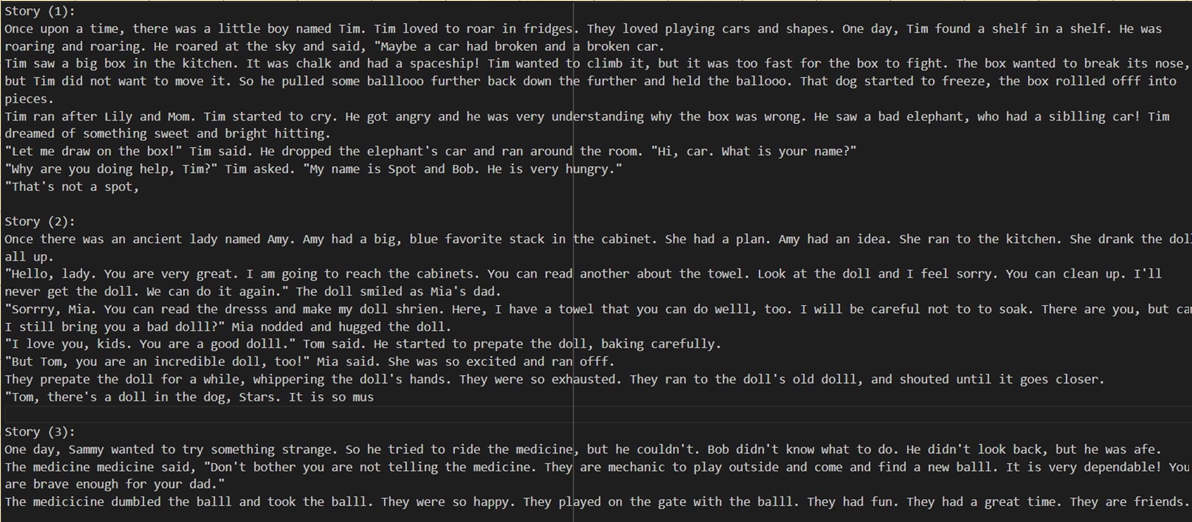 Story (1):
Once upon a time, there was a little boy named Tim. Tim loved to roar in fridges. They loved playing cars and shapes. One day, Tim found a shelf in a shelf. He was
roaring and roaring. He roared at the sky and said, "Maybe a car had broken and a broken car.
Tim saw a big box in the kitchen. It was chalk and had a spaceship! Tim wanted to climb it, but it was too fast for the box to fight. The box wanted to break its nose,
but Tim did not want to move it. So he pulled some balllooo further back down the further and held the ballooo. That dog started to freeze, the box rollled offf into
pieces.
Tim ran after Lily and Mom. Tim started to cry. He got angry and he was very understanding why the box was wrong. He saw a bad elephant, who had a siblling car! Tim
dreamed of something sweet and bright hitting.
"Let me draw on the box!" Tim said. He dropped the elephant's car and ran around the room. "Hi, car. What is your name?"
"Why are you doing help, Tim?" Tim asked. "My name is Spot and Bob. He is very hungry."
"That's not a spot,
Story (2):
Once there was an ancient lady named Amy. Amy had a big, blue favorite stack in the cabinet. She had a plan. Amy had an idea. She ran to the kitchen. She drank the doll
all up.
"Hello, lady. You are very great. I am going to reach the cabinets. You can read another about the towel. Look at the doll and I feel sorry. You can clean up. I'll
never get the doll. We can do it again." The doll smiled as Mia's dad.
"Sorrry, Mia. You can read the dresss and make my doll shrien. Here, I have a towel that you can do welll, too. I will be careful not to to soak. There are you, but can
I still bring you a bad dolll?" Mia nodded and hugged the doll.
"I love you, kids. You are a good dolll." Tom said. He started to prepate the doll, baking carefully.
"But Tom, you are an incredible doll, too!" Mia said. She was so excited and ran offf.
They prepate the doll for a while, whippering the doll's hands. They were so exhausted. They ran to the doll's old dolll, and shouted until it goes closer.
"Tom, there's a doll in the dog, Stars. It is so mus
Story (3):
One day, Sammy wanted to try something strange. So he tried to ride the medicine, but he couldn't. Bob didn't know what to do. He didn't look back, but he was afe.
The medicine medicine said, "Don't bother you are not telling the medicine. They are mechanic to play outside and come and find a new balll. It is very dependable! You
are brave enough for your dad."
The medicicine dumbled the balll and took the balll. They were so happy. They played on the gate with the balll. They had fun. They had a great time. They are friends.